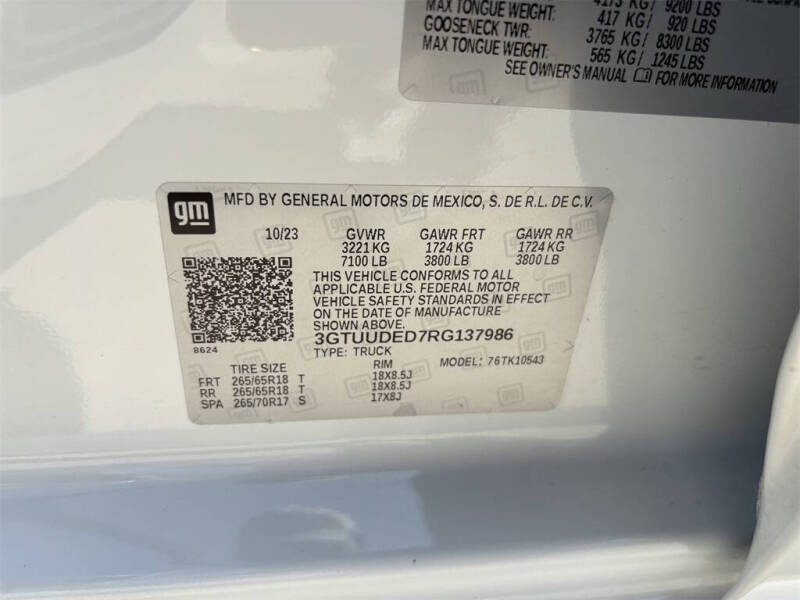 4173 KG/ 9200 LBS
MAX TONGUE WEIGHT: 417 KG/ 920 LBS
GOOSENECK TWR: 3765 KG/ 8300 LBS
MAX TONGUE WEIGHT: 565 KG/ 1245 LBS
SEE OWNER'S MANUAL FOR MORE INFORMATION
gm MFD BY GENERAL MOTORS DE MEXICO, S. DE R.L. DE C.V.
10/23 GVWR GAWR FRT GAWR RR
3221 KG 1724 KG 1724 KG
7100 LB 3800 LB 3800 LB
THIS VEHICLE CONFORMS TO ALL
APPLICABLE U.S. FEDERAL MOTOR
VEHICLE SAFETY STANDARDS IN EFFECT
ON THE DATE OF MANUFACTURE
SHOWN ABOVE.
8624 3GTUUDED7RG137986
TYPE: TRUCK MODEL: 76TK10543
TIRE SIZE RIM
FRT 265/65R18 T 18X8.5J
RR 265/65R18 T 18X8.5J
SPA 265/70R17 S 17X8J